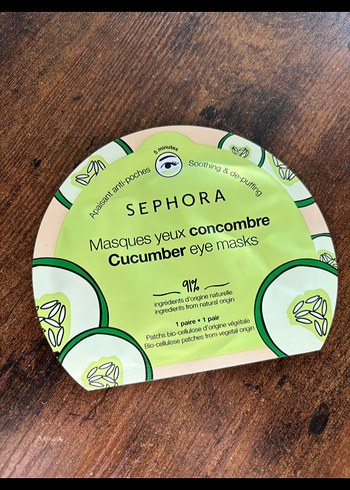 5 minutes
Apaisant anti-poches
Soothing & de-puffing
SEPHORA
Masques yeux concombre
Cucumber eye masks
91%
ingrédients d'origine naturelle
ingredients from natural origin
1 paire • 1 pair
Patchs bio-cellulose d'origine végétale
Bio-cellulose patches from vegetal origin